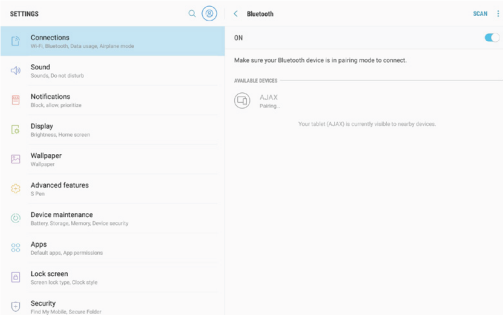 SETTINGS
Connections
Wi-Fi, Bluetooth, Data usage, Airplane mode
Sound
Sounds, Do not disturb
Notifications
Block, allow, prioritize
Display
Brightness, Home screen
Wallpaper
Wallpaper
Advanced features
S Pen
Device maintenance
Battery, Storage, Memory, Device security
Apps
Default apps, App permissions
Lock screen
Screen lock type, Clock style
Security
Find My Mobile, Secure Folder
Bluetooth
SCAN
ON
Make sure your Bluetooth device is in pairing mode to connect.
AVAILABLE DEVICES
AJAX
Pairing...
Your tablet (AJAX) is currently visible to nearby devices.